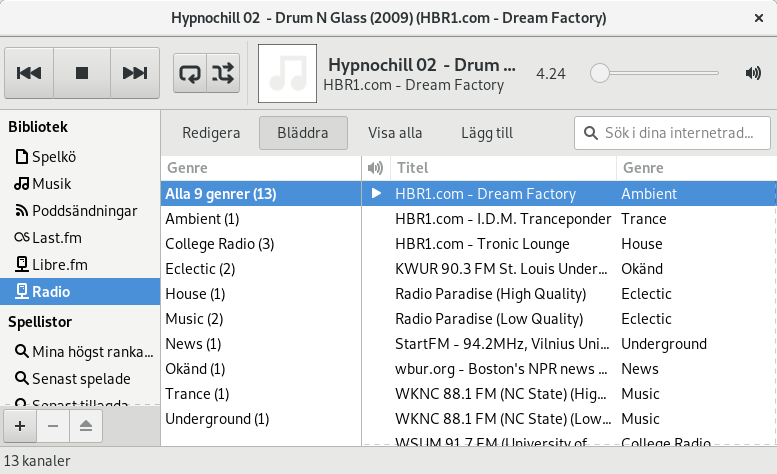 Hypnochill 02 - Drum N Glass (2009) (HBR1.com - Dream Factory)
Hypnochill 02 - Drum ...
HBR1.com - Dream Factory
4.24
Bibliotek
Spelkö
Musik
Poddsändningar
Last.fm
Libre.fm
Radio
Spellistor
Mina högst ranka...
Senast spelade
Senast tillagda
Redigera Bläddra Visa alla Lägg till
Sök i dina internetrad...
Genre
Alla 9 genrer (13)
Ambient (1)
College Radio (3)
Eclectic (2)
House (1)
Music (2)
News (1)
Okänd (1)
Trance (1)
Underground (1)
Titel Genre
HBR1.com - Dream Factory Ambient
HBR1.com - I.D.M. Tranceponder Trance
HBR1.com - Tronic Lounge House
KWUR 90.3 FM St. Louis Under... Okänd
Radio Paradise (High Quality) Eclectic
Radio Paradise (Low Quality) Eclectic
StartFM - 94.2MHz, Vilnius Uni... Underground
wbur.org - Boston's NPR news ... News
WKNC 88.1 FM (NC State) (Hig... Music
WKNC 88.1 FM (NC State) (Low... Music
WSUM 91.7 FM (University of College Radio
13 kanaler